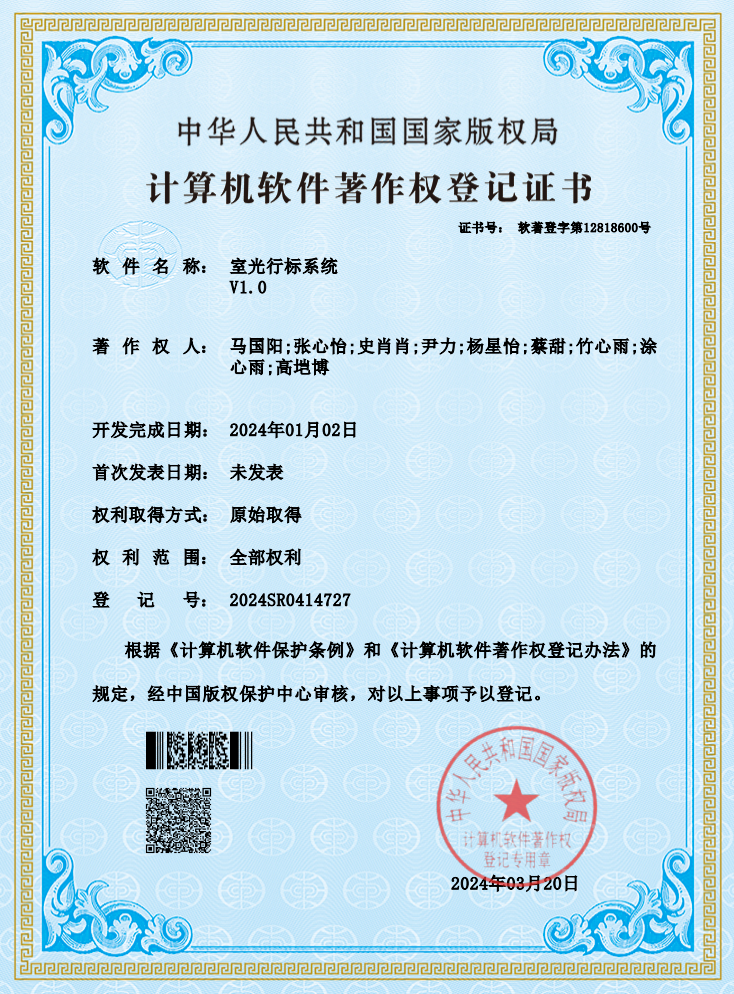 中华人民共和国国家版权局
计算机软件著作权登记证书
证书号： 软著登字第12818600号
软件名称： 室光行标系统
V1.0
著作权人： 马国阳;张心怡;史肖肖;尹力;杨星怡;蔡甜;竹心雨;涂
心雨;高垲博
开发完成日期： 2024年01月02日
首次发表日期： 未发表
权利取得方式： 原始取得
权利范围： 全部权利
登记号： 2024SR0414727
根据《计算机软件保护条例》和《计算机软件著作权登记办法》的
规定，经中国版权保护中心审核，对以上事项予以登记。
中华人民共和国国家版权局
计算机软件著作权
登记专用章
2024年03月20日